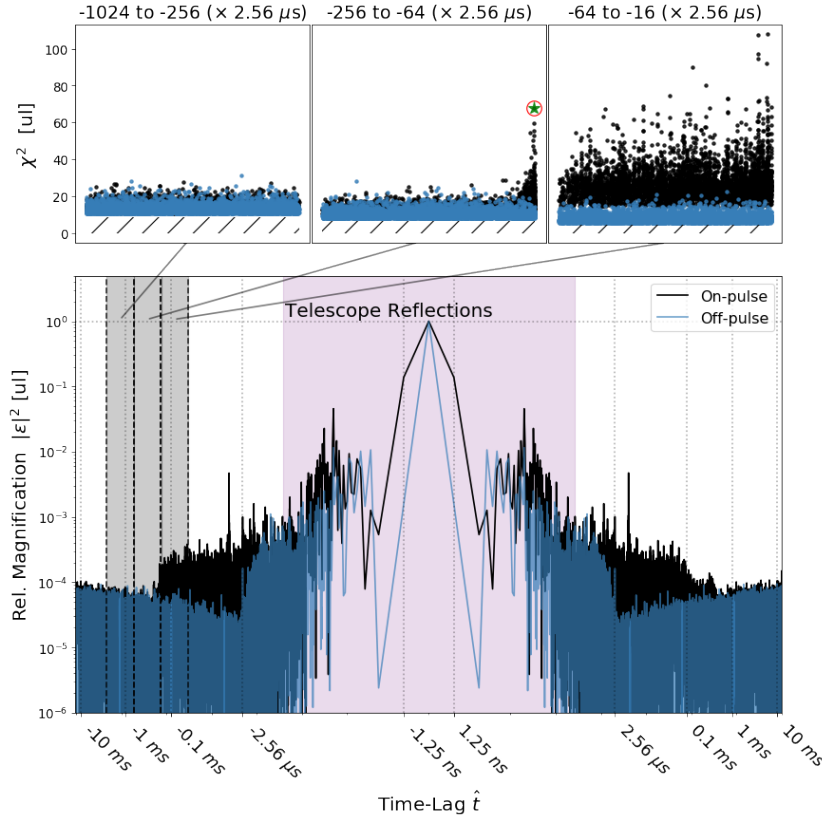 -1024 to -256 (× 2.56 μs)
-256 to -64 (× 2.56 μs)
-64 to -16 (× 2.56 μs)
χ² [ul]
100
80
60
40
20
0
Telescope Reflections
On-pulse
Off-pulse
Rel. Magnification |ε|² [ul]
10⁰
10⁻¹
10⁻²
10⁻³
10⁻⁴
10⁻⁵
10⁻⁶
-10 ms
-1 ms
-0.1 ms
-2.56 μs
-1.25 ns
1.25 ns
2.56 μs
0.1 ms
1 ms
10 ms
Time-Lag t̂